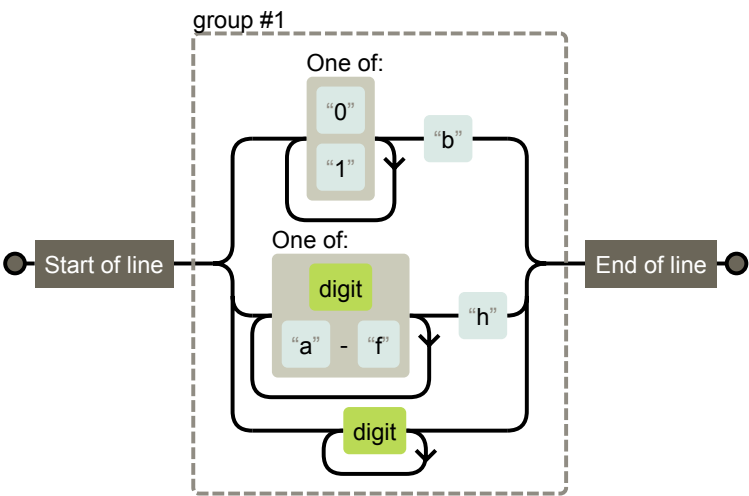 group #1
One of:
“0”
“b”
“1”
One of:
Start of line
End of line
digit
“h”
“a” - “f”
digit